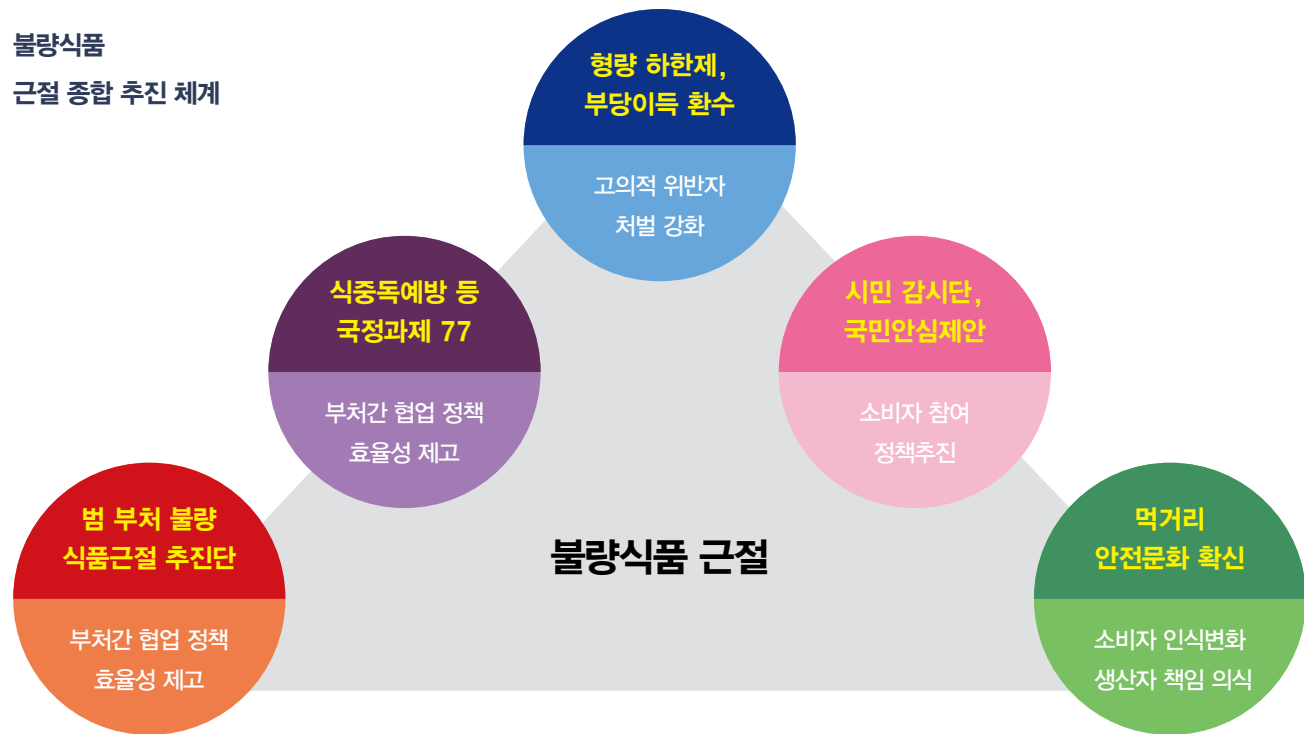 불량식품
근절 종합 추진 체계
형량 하한제,
부당이득 환수
고의적 위반자
처벌 강화
식중독예방 등
국정과제 77
부처간 협업 정책
효율성 제고
시민 감시단,
국민안심제안
소비자 참여
정책추진
범 부처 불량
식품근절 추진단
부처간 협업 정책
효율성 제고
불량식품 근절
먹거리
안전문화 확신
소비자 인식변화
생산자 책임 의식